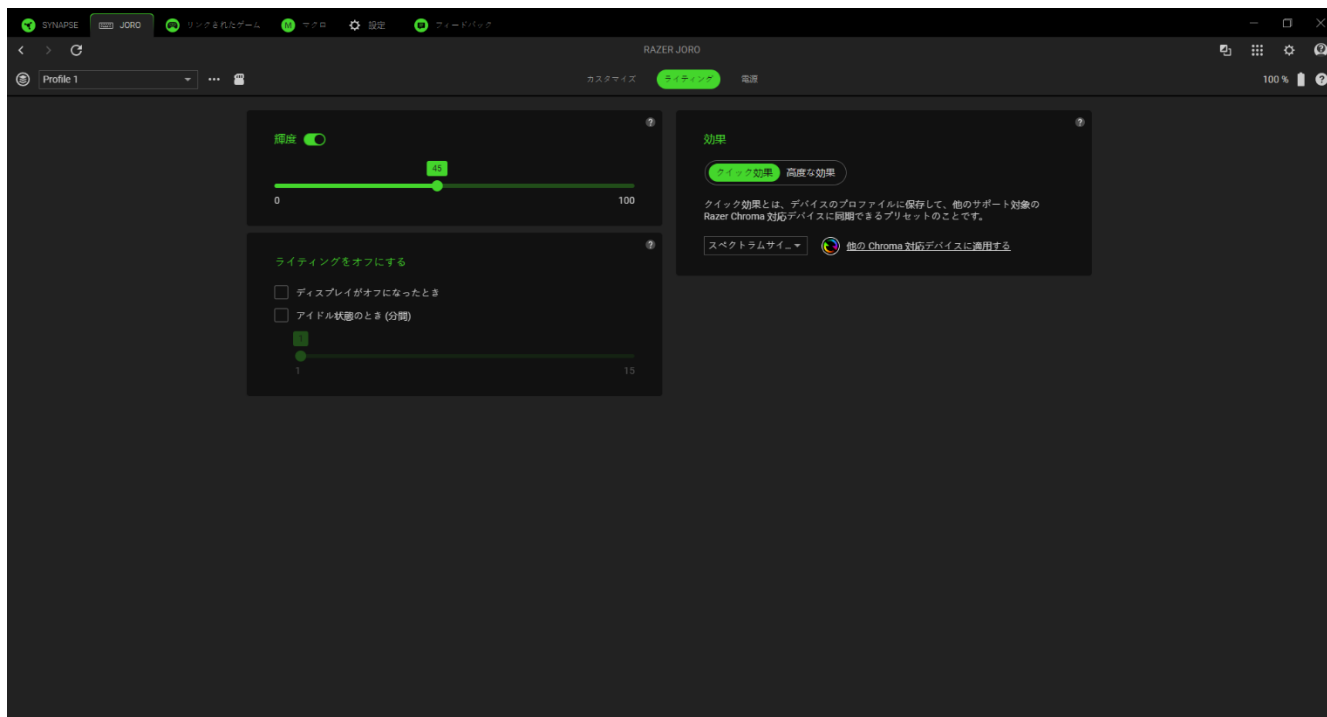 SYNAPSE JORO リンクされたゲーム マクロ 設定 フィードバック
RAZER JORO
Profile 1 カスタマイズ ライティング 電源 100 %
輝度
45
0 100
ライティングをオフにする
ディスプレイがオフになったとき
アイドル状態のとき (分間)
1
1 15
効果
クイック効果 高度な効果
クイック効果とは、デバイスのプロファイルに保存して、他のサポート対象の
Razer Chroma 対応デバイスに同期できるプリセットのことです。
スペクトラムサイ... 他の Chroma 対応デバイスに適用する